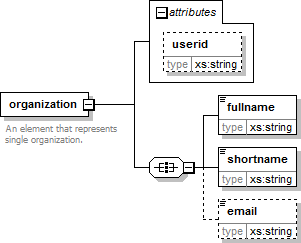 attributes
userid
type xs:string
organization
An element that represents
single organization.
fullname
type xs:string
shortname
type xs:string
email
type xs:string